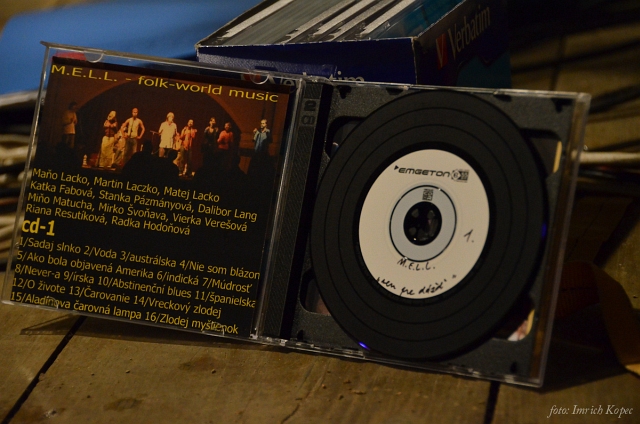 Verbatim
Verbatim
M.E.L.L. - folk-world music
Maňo Lacko, Martin Laczko, Matej Lacko
Katka Fabová, Stanka Pázmányová, Dalibor Lang
Miňo Matucha, Mirko Švoňava, Vierka Verešová
Riana Resutíková, Radka Hodoňová
cd-1
1/Sadaj slnko 2/Voda 3/austrálska 4/Nie som blázon
5/Ako bola objavená Amerika 6/indická 7/Múdrosť
8/Never-a 9/írska 10/Abstinenční blues 11/španielska
12/O živote 13/Čarovanie 14/Vreckový zlodej
15/Aladinova čarovná lampa 16/Zlodej myšlienok
EMGETON
1.
M.E.L.L.
foto: Imrich Kopec